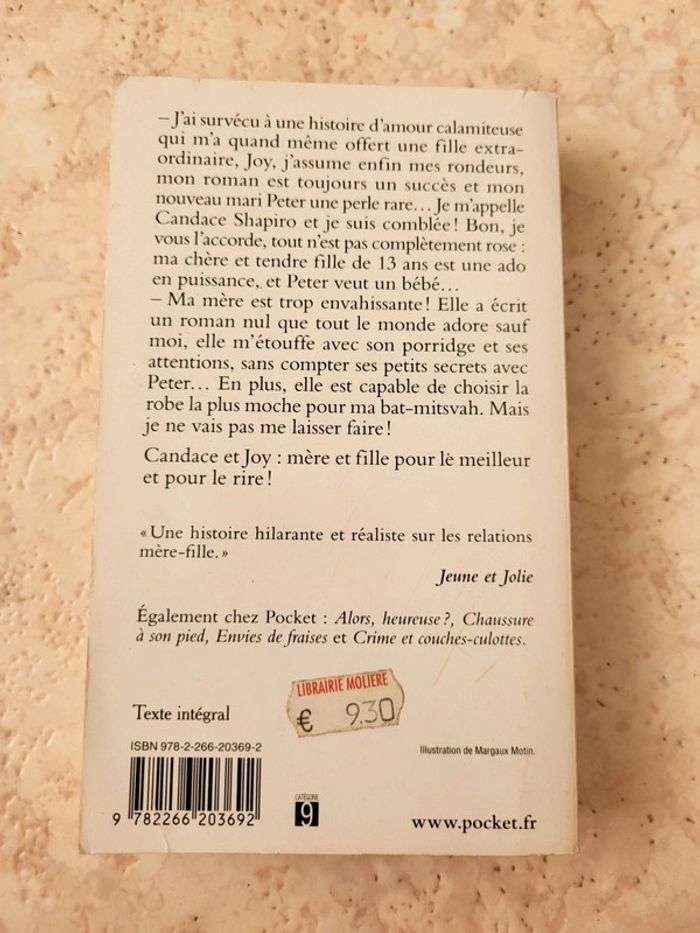 – J'ai survécu à une histoire d'amour calamiteuse
qui m'a quand même offert une fille extra-
ordinaire, Joy, j'assume enfin mes rondeurs,
mon roman est toujours un succès et mon
nouveau mari Peter une perle rare... Je m'appelle
Candace Shapiro et je suis comblée ! Bon, je
vous l'accorde, tout n'est pas complètement rose :
ma chère et tendre fille de 13 ans est une ado
en puissance, et Peter veut un bébé...
– Ma mère est trop envahissante ! Elle a écrit
un roman nul que tout le monde adore sauf
moi, elle m'étouffe avec son porridge et ses
attentions, sans compter ses petits secrets avec
Peter... En plus, elle est capable de choisir la
robe la plus moche pour ma bat-mitsvah. Mais
je ne vais pas me laisser faire !
Candace et Joy : mère et fille pour le meilleur
et pour le rire !
« Une histoire hilarante et réaliste sur les relations
mère-fille. »
Jeune et Jolie
Également chez Pocket : Alors, heureuse ?, Chaussure
à son pied, Envies de fraises et Crime et couches-culottes.
LIBRAIRIE MOLIERE
€ 9.30
Texte intégral
ISBN 978-2-266-20369-2
Illustration de Margaux Motin.
9 782266 203692
CATÉGORIE
9
www.pocket.fr